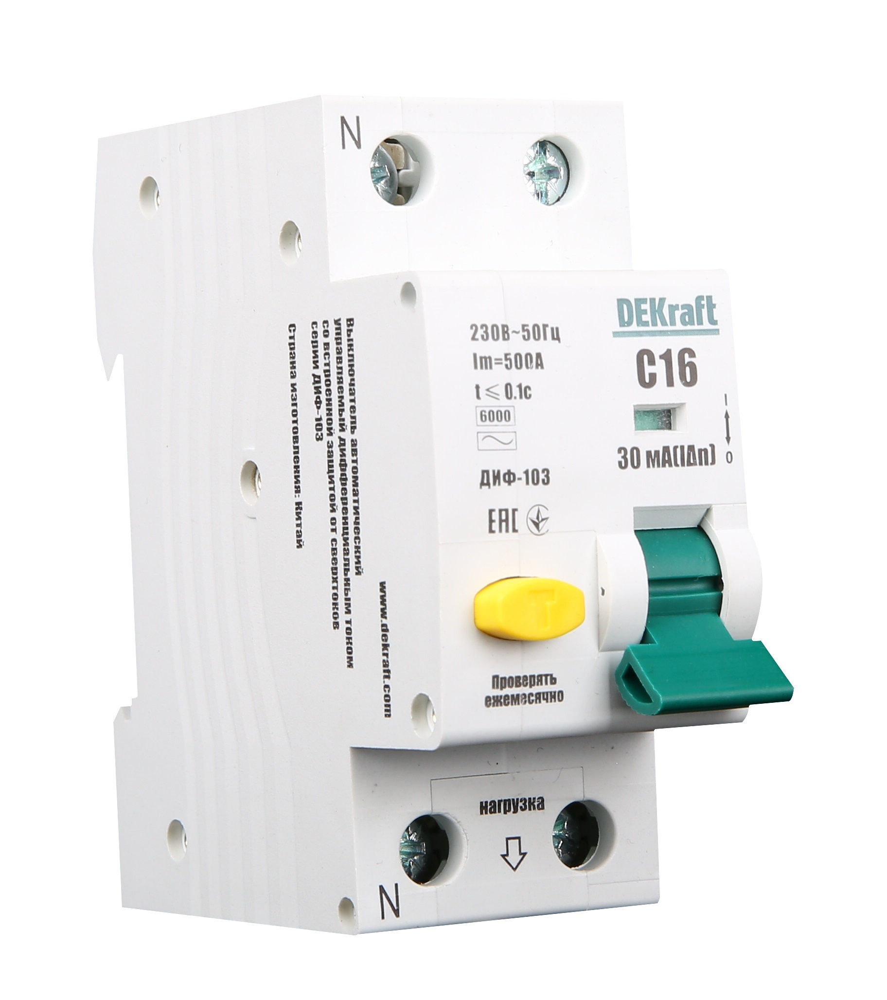 N
DEKraft
C16
I
30 мА(IΔn)
0
230В~50Гц
Im=500А
t ⩽ 0.1с
6000
ДИФ-103
EAC
T
Проверять
ежемесячно
нагрузка
N
Выключатель автоматический
управляемый дифференциальным током
со встроенной защитой от сверхтоков
серии ДИФ-103
Страна изготовления: Китай
www.dekraft.com